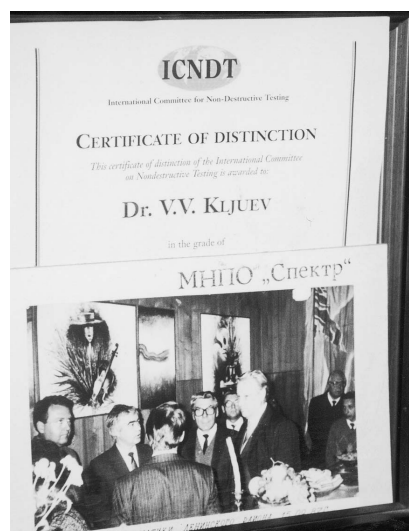 ICNDT
International Committee for Non-Destructive Testing
CERTIFICATE OF DISTINCTION
This certificate of distinction of the International Committee
on Nondestructive Testing is awarded to:
DR. V.V. KLJUEV
in the grade of
МНПО „Спектр“